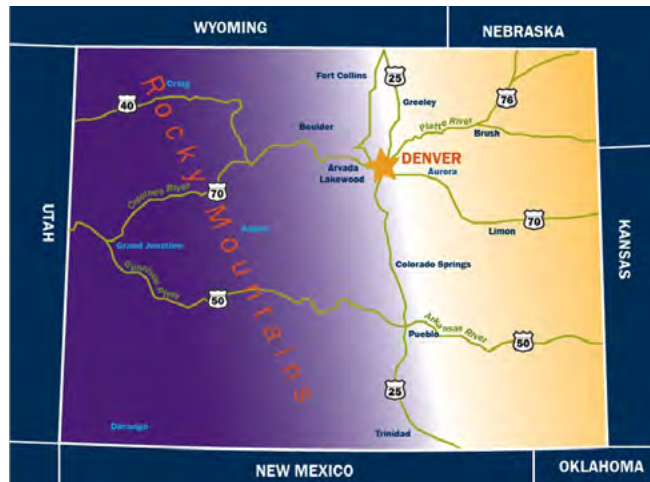 WYOMING
NEBRASKA
Fort Collins
25
Craig
76
40
Greeley
Platte River
Boulder
Brush
Rocky Mountains
DENVER
Arvada
Lakewood
Aurora
Colorado River
70
UTAH
KANSAS
Aspen
70
Limon
Grand Junction
Colorado Springs
Gunnison River
50
Arkansas River
Pueblo
50
25
Durango
Trinidad
NEW MEXICO
OKLAHOMA